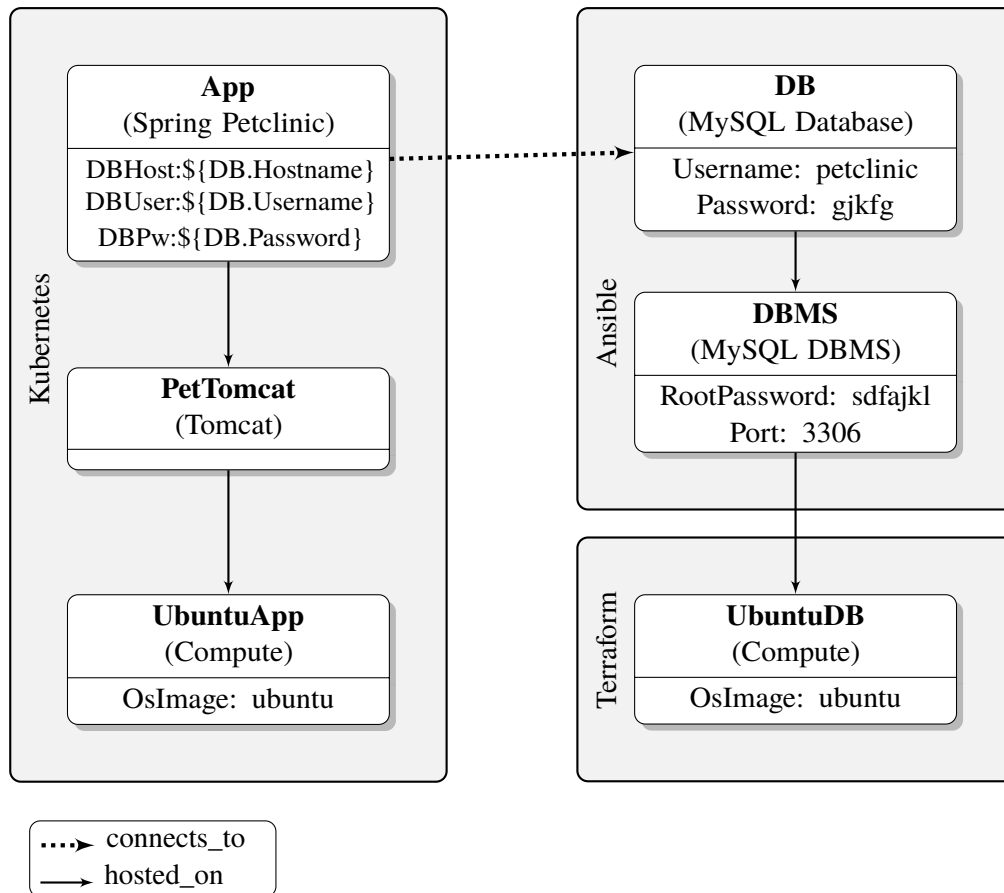 App
(Spring Petclinic)
DBHost:${DB.Hostname}
DBUser:${DB.Username}
DBPw:${DB.Password}
Kubernetes
PetTomcat
(Tomcat)
UbuntuApp
(Compute)
OsImage: ubuntu
DB
(MySQL Database)
Username: petclinic
Password: gjkfg
Ansible
DBMS
(MySQL DBMS)
RootPassword: sdfajkl
Port: 3306
Terraform
UbuntuDB
(Compute)
OsImage: ubuntu
connects_to
hosted_on